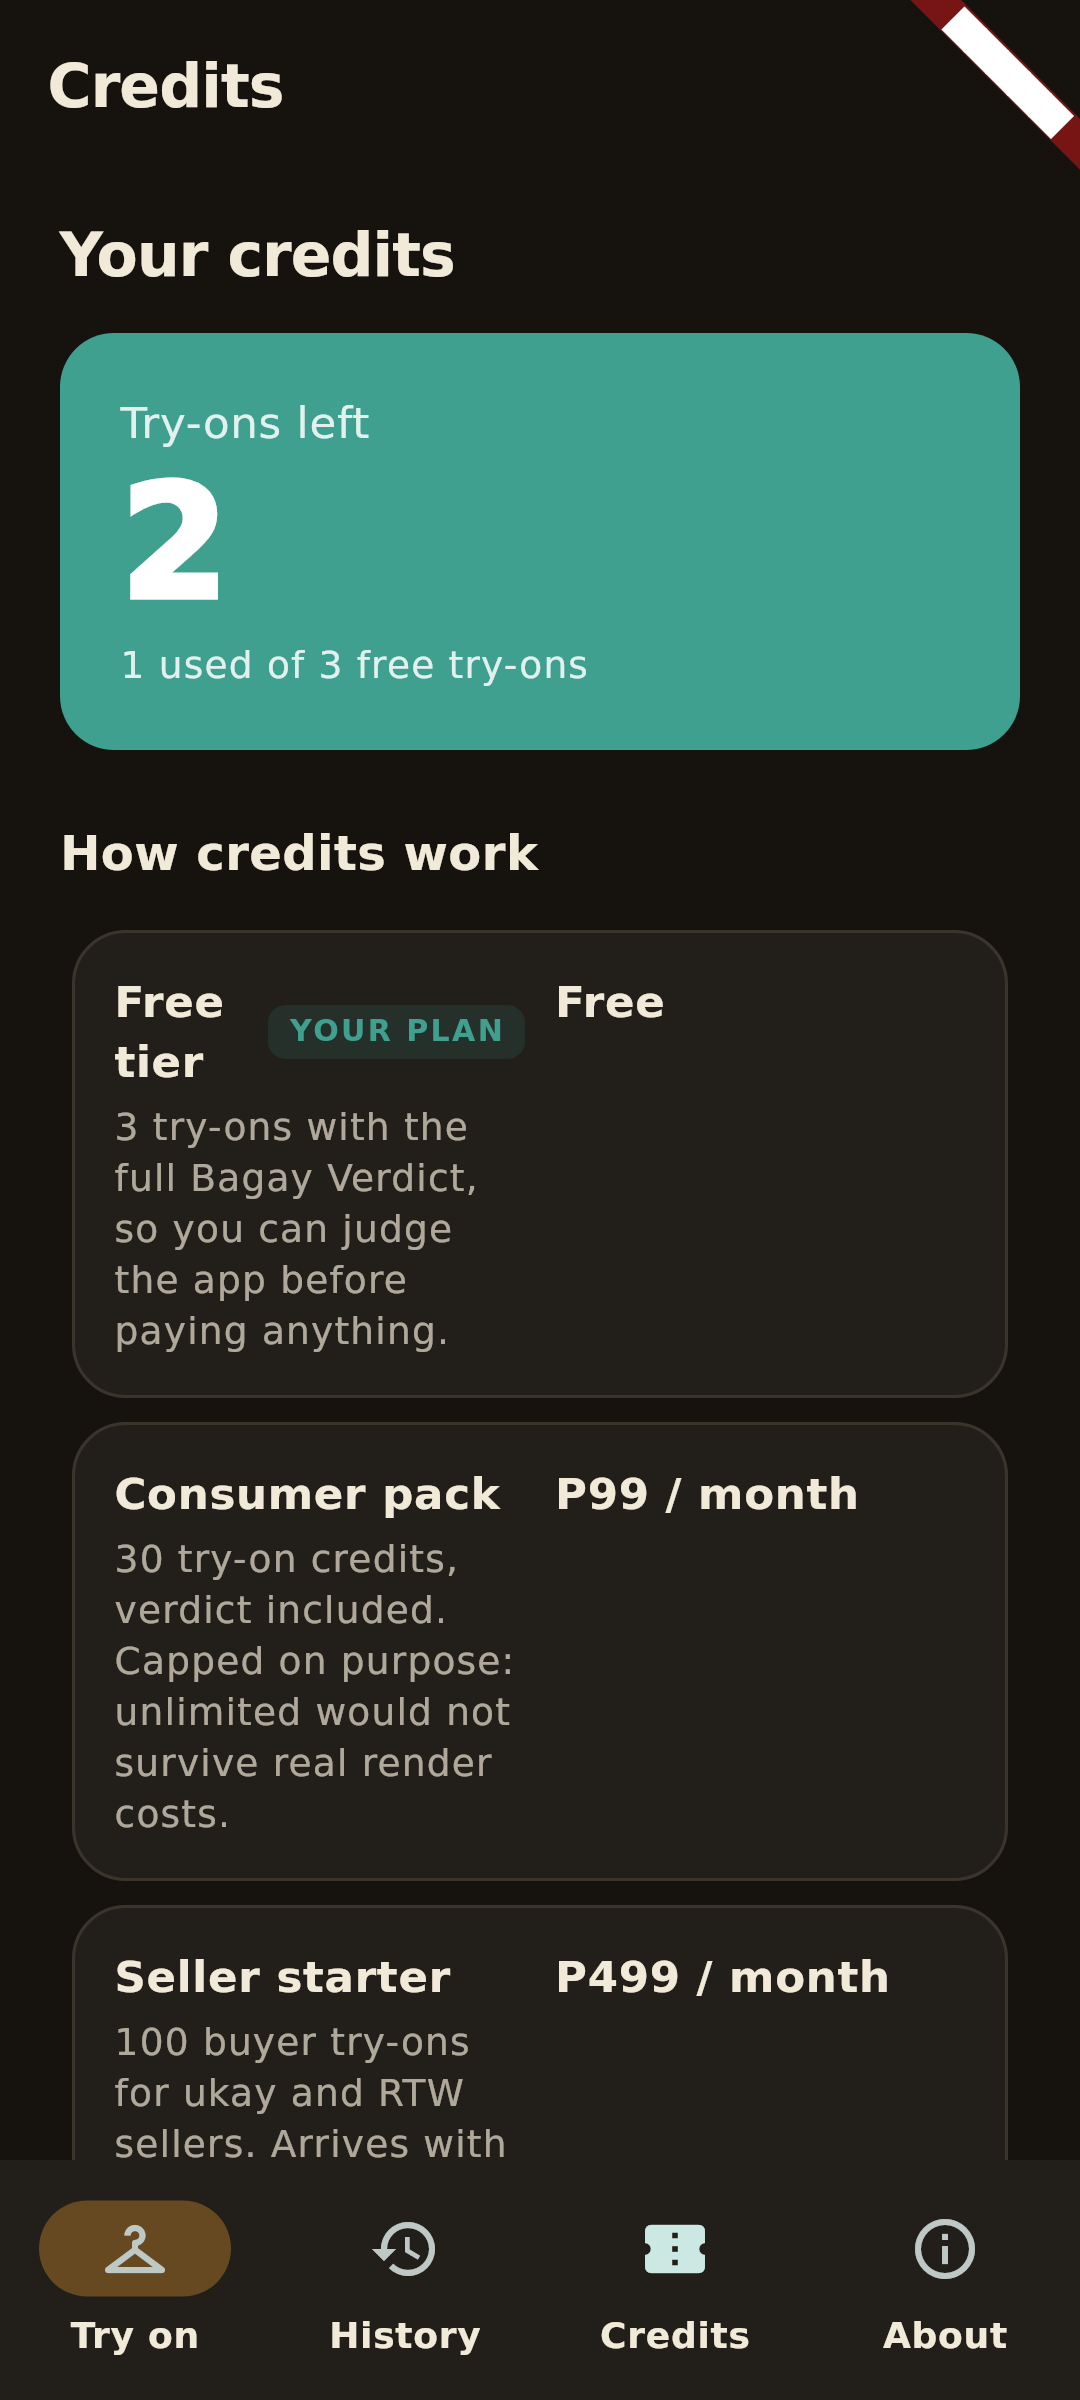 Credits
Your credits
Try-ons left
2
1 used of 3 free try-ons
How credits work
Free tier
YOUR PLAN
Free
3 try-ons with the
full Bagay Verdict,
so you can judge
the app before
paying anything.
Consumer pack
P99 / month
30 try-on credits,
verdict included.
Capped on purpose:
unlimited would not
survive real render
costs.
Seller starter
P499 / month
100 buyer try-ons
for ukay and RTW
sellers. Arrives with
Try on
History
Credits
About